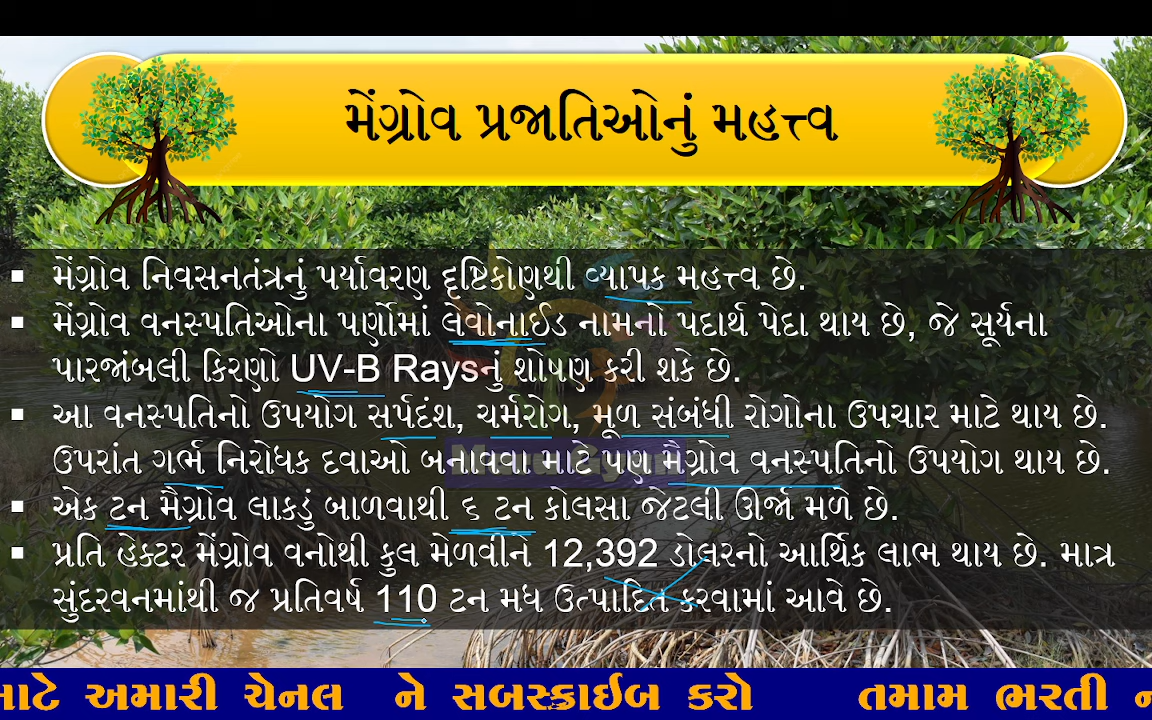 મેંગ્રોવ પ્રજાતિઓનું મહત્ત્વ
▪ મેંગ્રોવ નિવસનતંત્રનું પર્યાવરણ દૃષ્ટિકોણથી વ્યાપક મહત્ત્વ છે.
▪ મેંગ્રોવ વનસ્પતિઓના પર્ણોમાં લેવોનાઈડ નામનો પદાર્થ પેદા થાય છે, જે સૂર્યના
પારજાંબલી કિરણો UV-B Raysનું શોષણ કરી શકે છે.
▪ આ વનસ્પતિનો ઉપયોગ સર્પદંશ, ચર્મરોગ, મૂળ સંબંધી રોગોના ઉપચાર માટે થાય છે.
ઉપરાંત ગર્ભ નિરોધક દવાઓ બનાવવા માટે પણ મૈગ્રોવ વનસ્પતિનો ઉપયોગ થાય છે.
▪ એક ટન મૈગ્રોવ લાકડું બાળવાથી ૬ ટન કોલસા જેટલી ઊર્જા મળે છે.
▪ પ્રતિ હેક્ટર મેંગ્રોવ વનોથી કુલ મેળવીને 12,392 ડોલરનો આર્થિક લાભ થાય છે. માત્ર
સુંદરવનમાંથી જ પ્રતિવર્ષ 110 ટન મધ ઉત્પાદિત કરવામાં આવે છે.
માટે અમારી ચેનલ ને સબસ્ક્રાઇબ કરો તમામ ભરતી